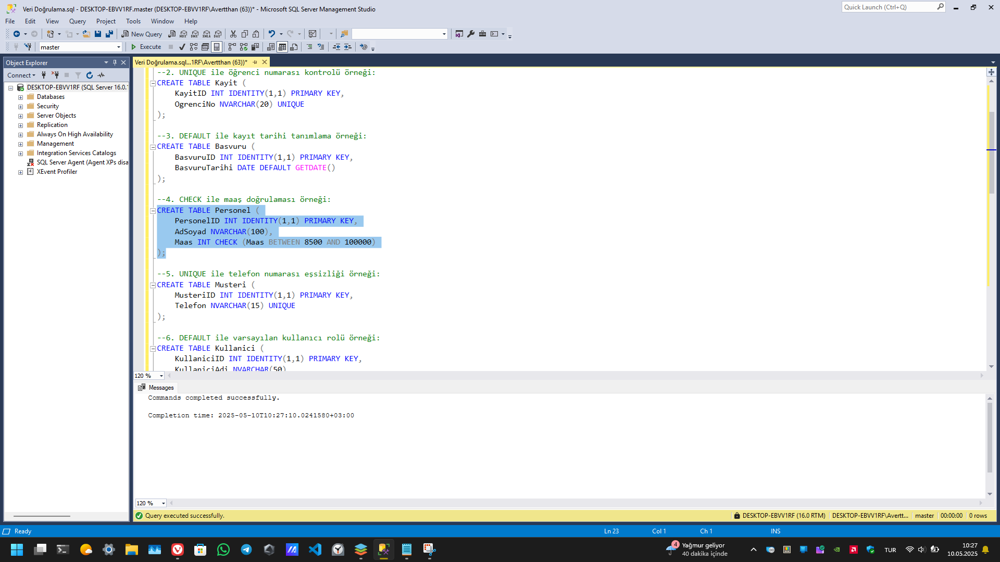 Veri Doğrulama.sql - DESKTOP-EBVV1RF.master (DESKTOP-EBVV1RF\Avertthan (63))* - Microsoft SQL Server Management Studio
Quick Launch (Ctrl+Q)
File Edit View Query Project Tools Window Help
New Query
MDX DMX XMLA DAX
master
Execute
Object Explorer
Veri Doğrulama.sql...1RF\Avertthan (63))*
Connect
DESKTOP-EBVV1RF (SQL Server 16.0.1
Databases
Security
Server Objects
Replication
Always On High Availability
Management
Integration Services Catalogs
SQL Server Agent (Agent XPs disa
XEvent Profiler
--2. UNIQUE ile öğrenci numarası kontrolü örneği:
CREATE TABLE Kayit (
KayitID INT IDENTITY(1,1) PRIMARY KEY,
OgrenciNo NVARCHAR(20) UNIQUE
);
--3. DEFAULT ile kayıt tarihi tanımlama örneği:
CREATE TABLE Basvuru (
BasvuruID INT IDENTITY(1,1) PRIMARY KEY,
BasvuruTarihi DATE DEFAULT GETDATE()
);
--4. CHECK ile maaş doğrulaması örneği:
CREATE TABLE Personel (
PersonelID INT IDENTITY(1,1) PRIMARY KEY,
AdSoyad NVARCHAR(100),
Maas INT CHECK (Maas BETWEEN 8500 AND 100000)
);
--5. UNIQUE ile telefon numarası eşsizliği örneği:
CREATE TABLE Musteri (
MusteriID INT IDENTITY(1,1) PRIMARY KEY,
Telefon NVARCHAR(15) UNIQUE
);
--6. DEFAULT ile varsayılan kullanıcı rolü örneği:
CREATE TABLE Kullanici (
KullaniciID INT IDENTITY(1,1) PRIMARY KEY,
KullaniciAdi NVARCHAR(50)
120 %
Messages
Commands completed successfully.
Completion time: 2025-05-10T10:27:10.0241580+03:00
120 %
Query executed successfully.
DESKTOP-EBVV1RF (16.0 RTM) DESKTOP-EBVV1RF\Avertt... master 00:00:00 0 rows
Ready
Ln 23 Col 1 Ch 1 INS
4
Yağmur geliyor
40 dakika içinde
TUR
10:27
10.05.2025